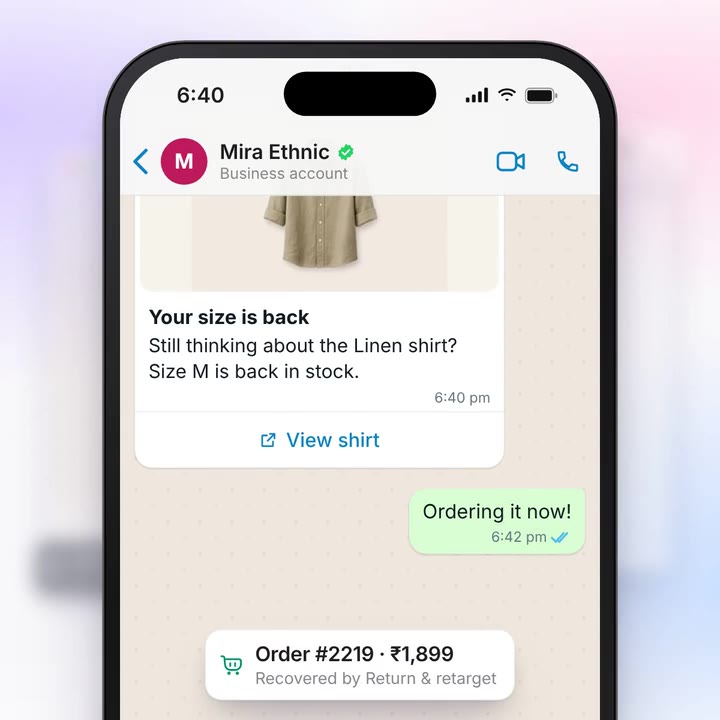 6:40
M
Mira Ethnic
Business account
Your size is back
Still thinking about the Linen shirt?
Size M is back in stock.
6:40 pm
View shirt
Ordering it now!
6:42 pm
Order #2219 · ₹1,899
Recovered by Return & retarget